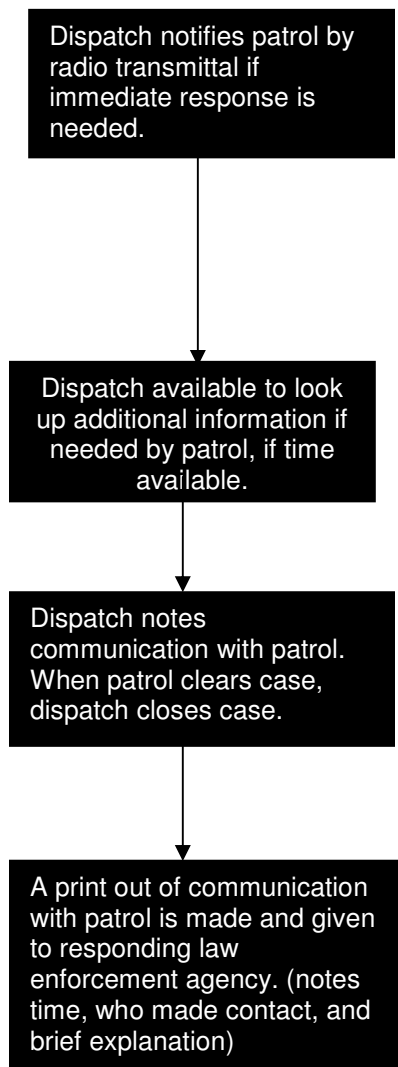 Dispatch notifies patrol by
radio transmittal if
immediate response is
needed.
Dispatch available to look
up additional information if
needed by patrol, if time
available.
Dispatch notes
communication with patrol.
When patrol clears case,
dispatch closes case.
A print out of communication
with patrol is made and given
to responding law
enforcement agency. (notes
time, who made contact, and
brief explanation)